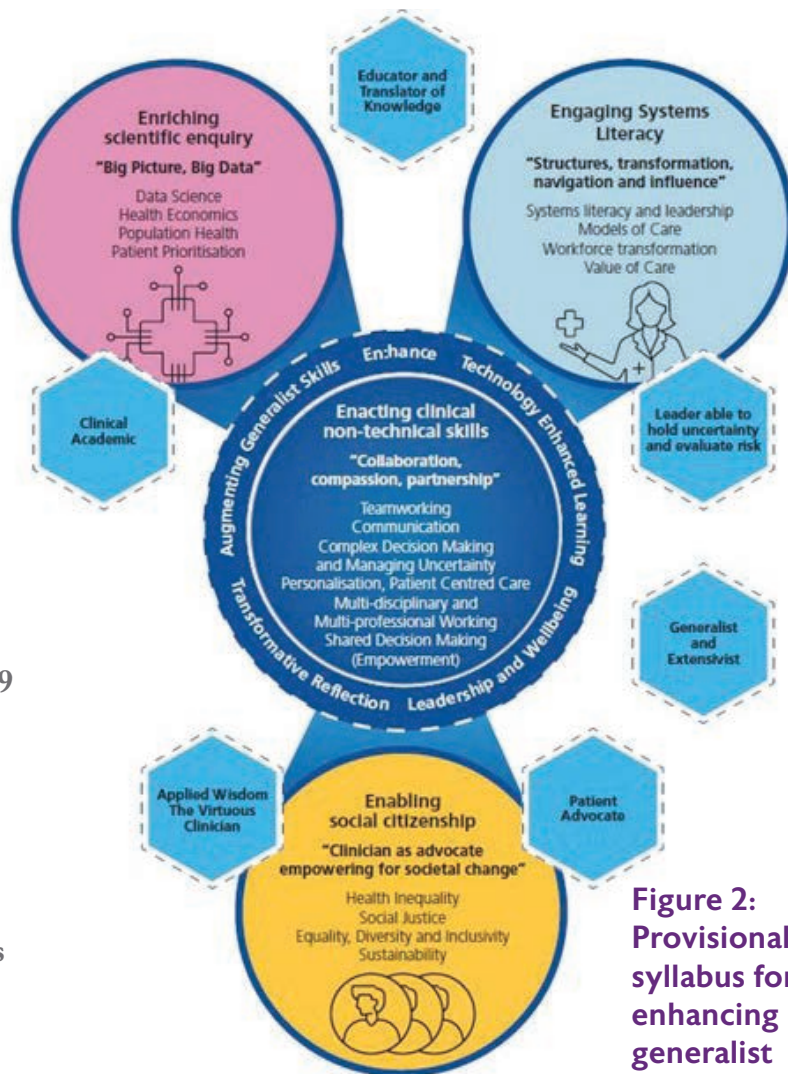 Educator and
Translator of
Knowledge
Enriching
scientific enquiry
"Big Picture, Big Data"
Data Science
Health Economics
Population Health
Patient Prioritisation
Engaging Systems
Literacy
"Structures, transformation,
navigation and influence"
Systems literacy and leadership
Models of Care
Workforce transformation
Value of Care
Clinical
Academic
Leader able to
hold uncertainty
and evaluate risk
Augmenting Generalist Skills
En:hance
Technology Enhanced Learning
Leadership and Wellbeing
Transformative Reflection
Enacting clinical
non-technical skills
"Collaboration,
compassion, partnership"
Teamworking
Communication
Complex Decision Making
and Managing Uncertainty
Personalisation, Patient Centred Care
Multi-disciplinary and
Multi-professional Working
Shared Decision Making
(Empowerment)
Generalist
and
Extensivist
9
Applied Wisdom
The Virtuous
Clinician
Patient
Advocate
Enabling
social citizenship
"Clinician as advocate
empowering for societal change"
Health Inequality
Social Justice
Equality, Diversity and Inclusivity
Sustainability
s
Figure 2:
Provisional
syllabus for
enhancing
generalist